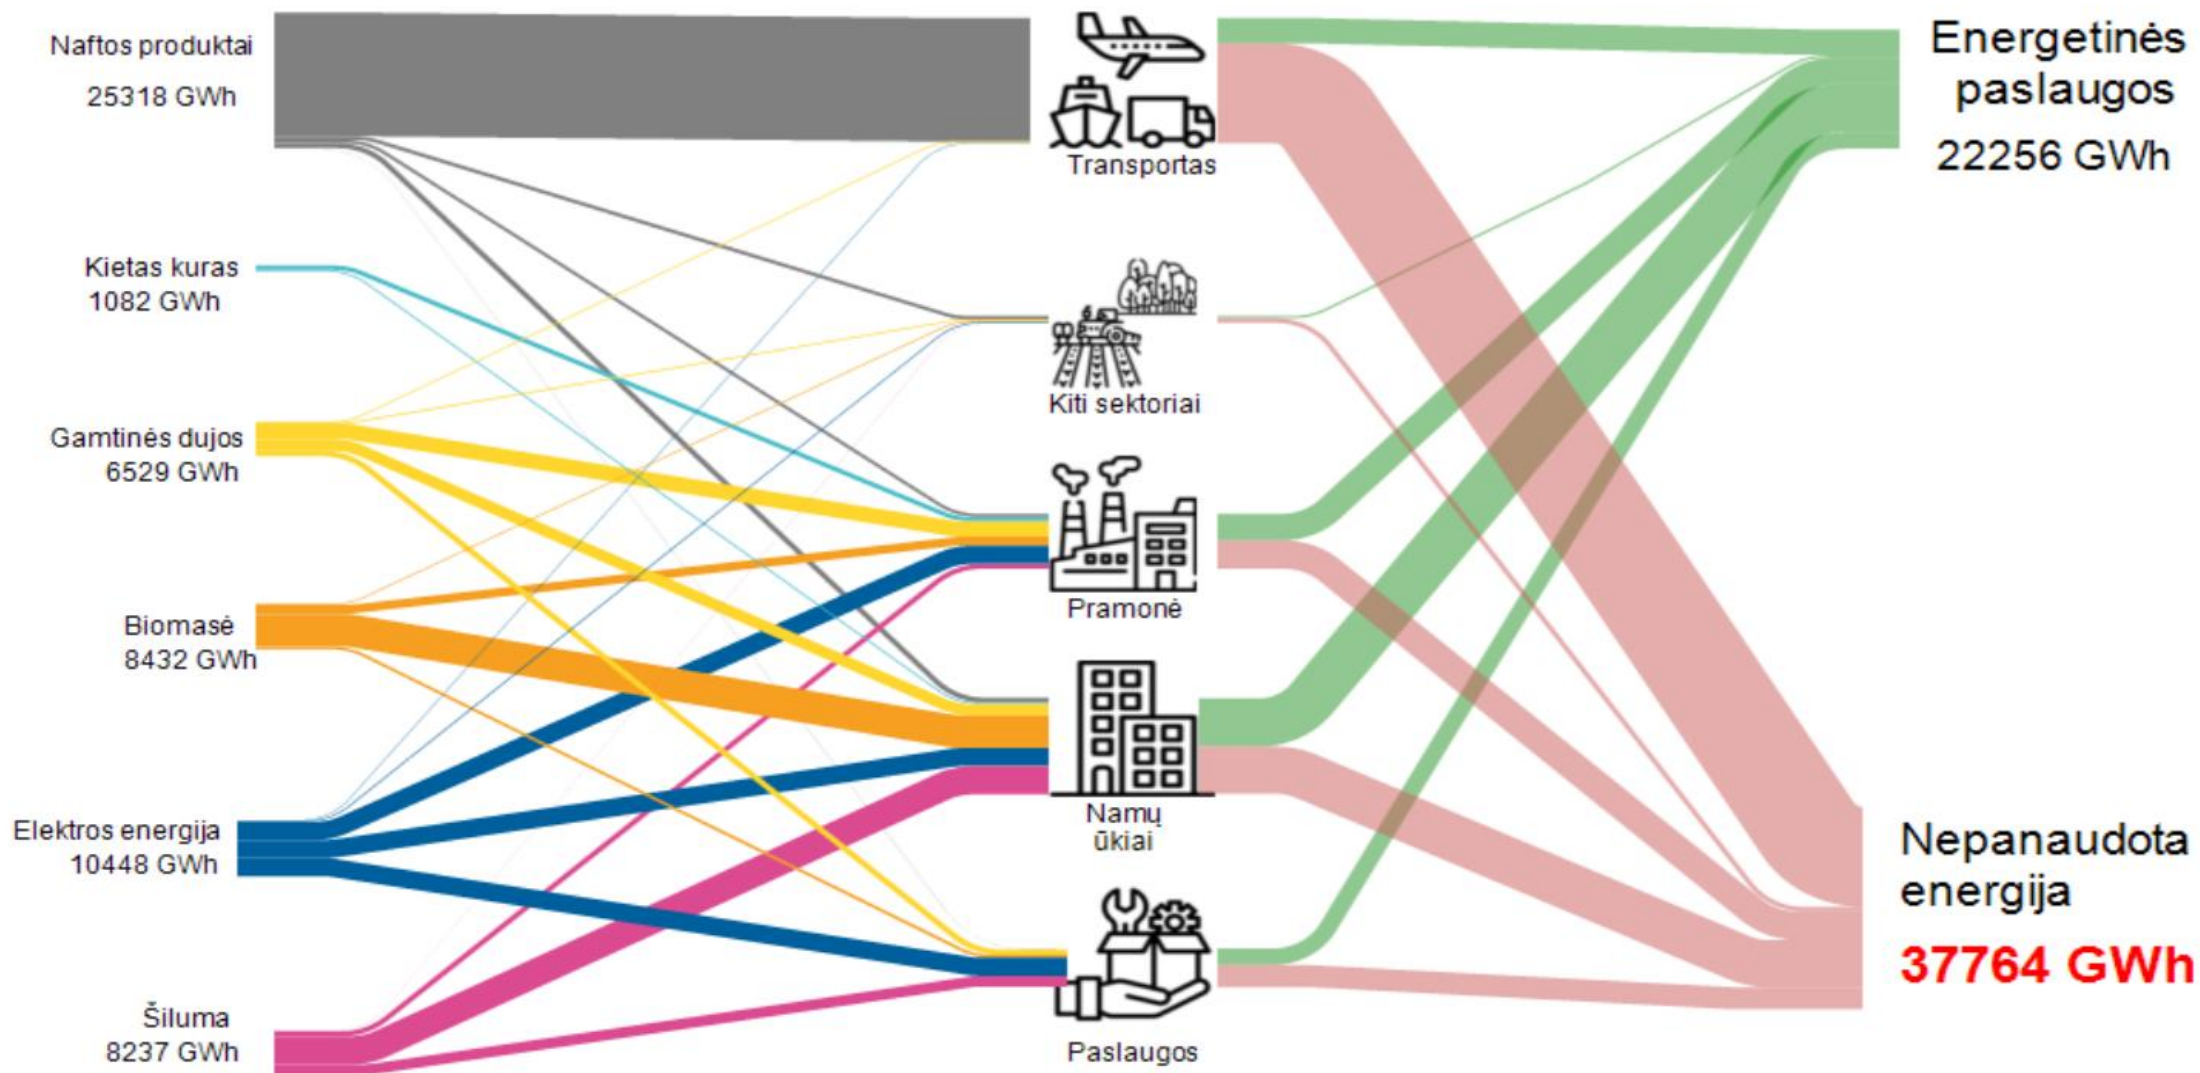 Naftos produktai
25318 GWh
Kietas kuras
1082 GWh
Gamtinės dujos
6529 GWh
Biomasė
8432 GWh
Elektros energija
10448 GWh
Šiluma
8237 GWh
Transportas
Kiti sektoriai
Pramonė
Namų
ūkiai
Paslaugos
Energetinės
paslaugos
22256 GWh
Nepanaudota
energija
37764 GWh